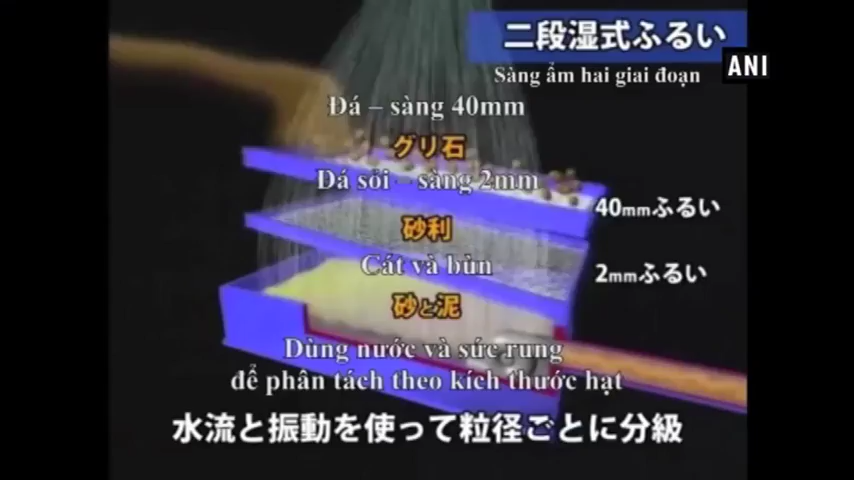 二段湿式ふるい
Sàng ẩm hai giai đoạn
ANI
Đá – sàng 40mm
グリ石
Đá sỏi – sàng 2mm
40mmふるい
砂利
Cát và bùn
2mmふるい
砂と泥
Dùng nước và sức rung
để phân tách theo kích thước hạt
水流と振動を使って粒径ごとに分級